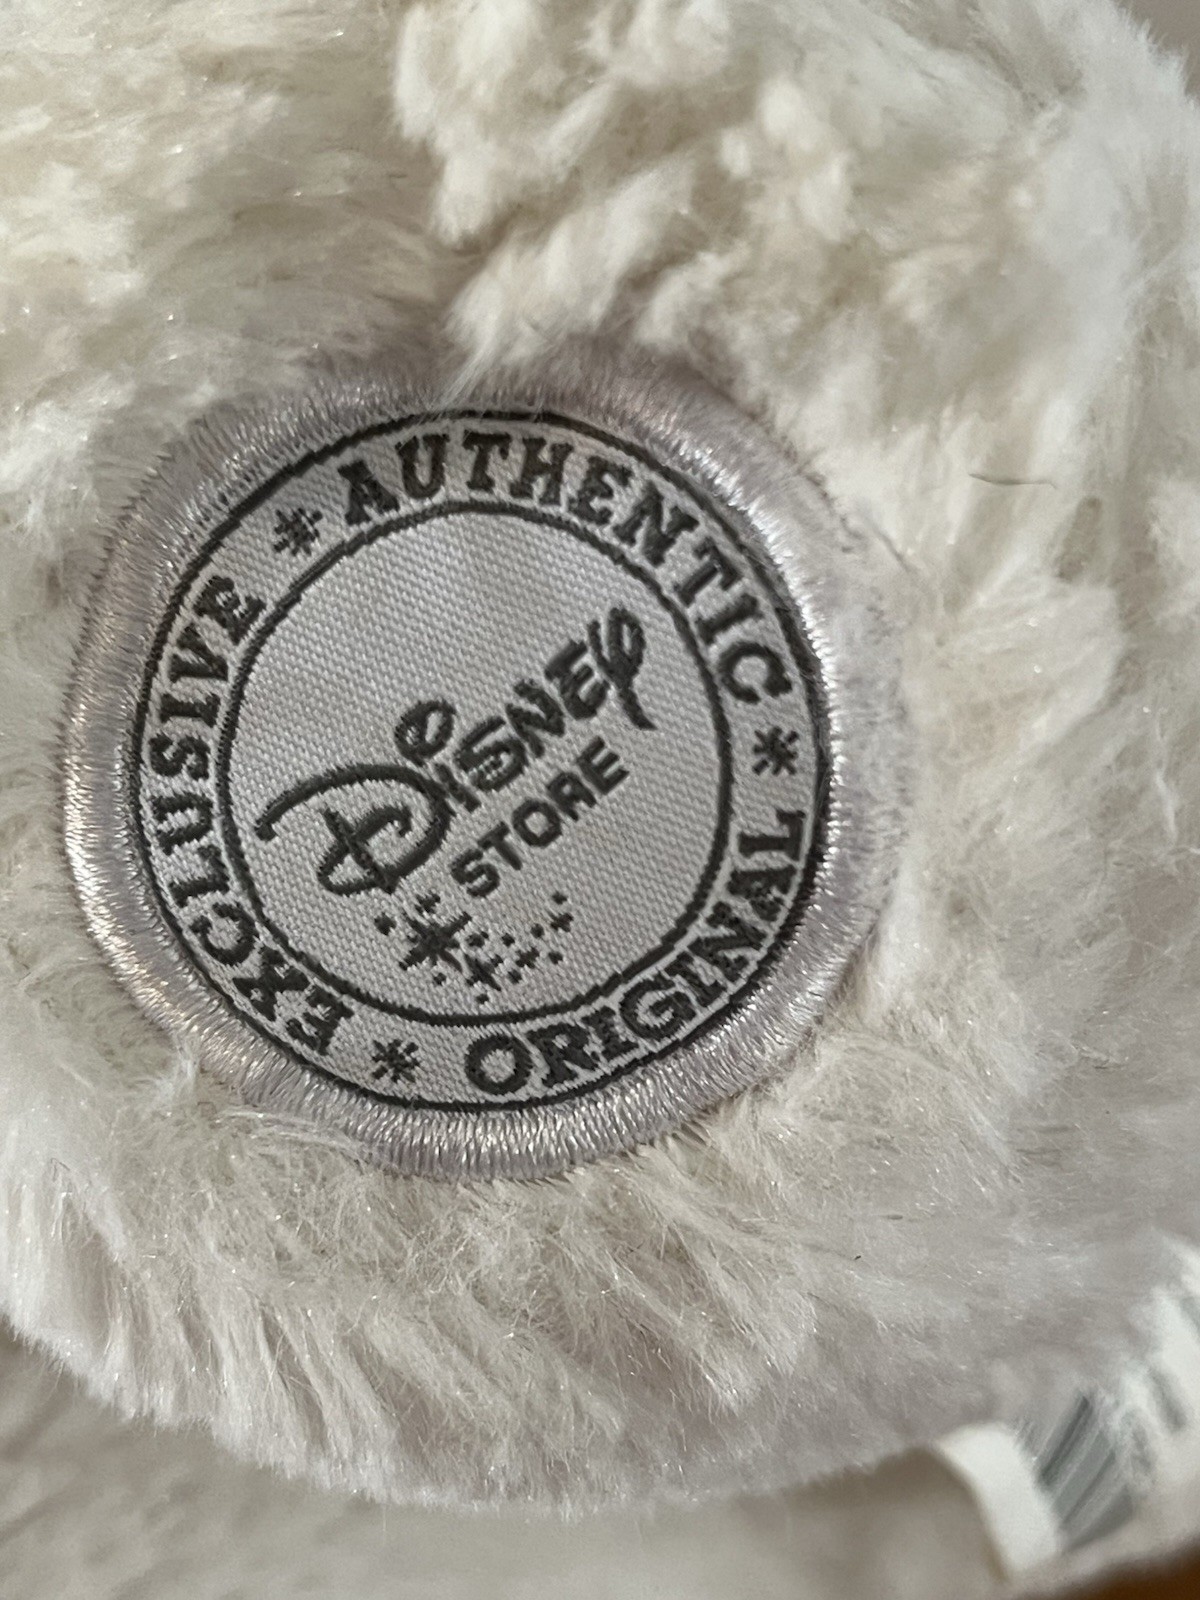 EXCLUSIVE * AUTHENTIC * ORIGINAL *
DISNEY
STORE